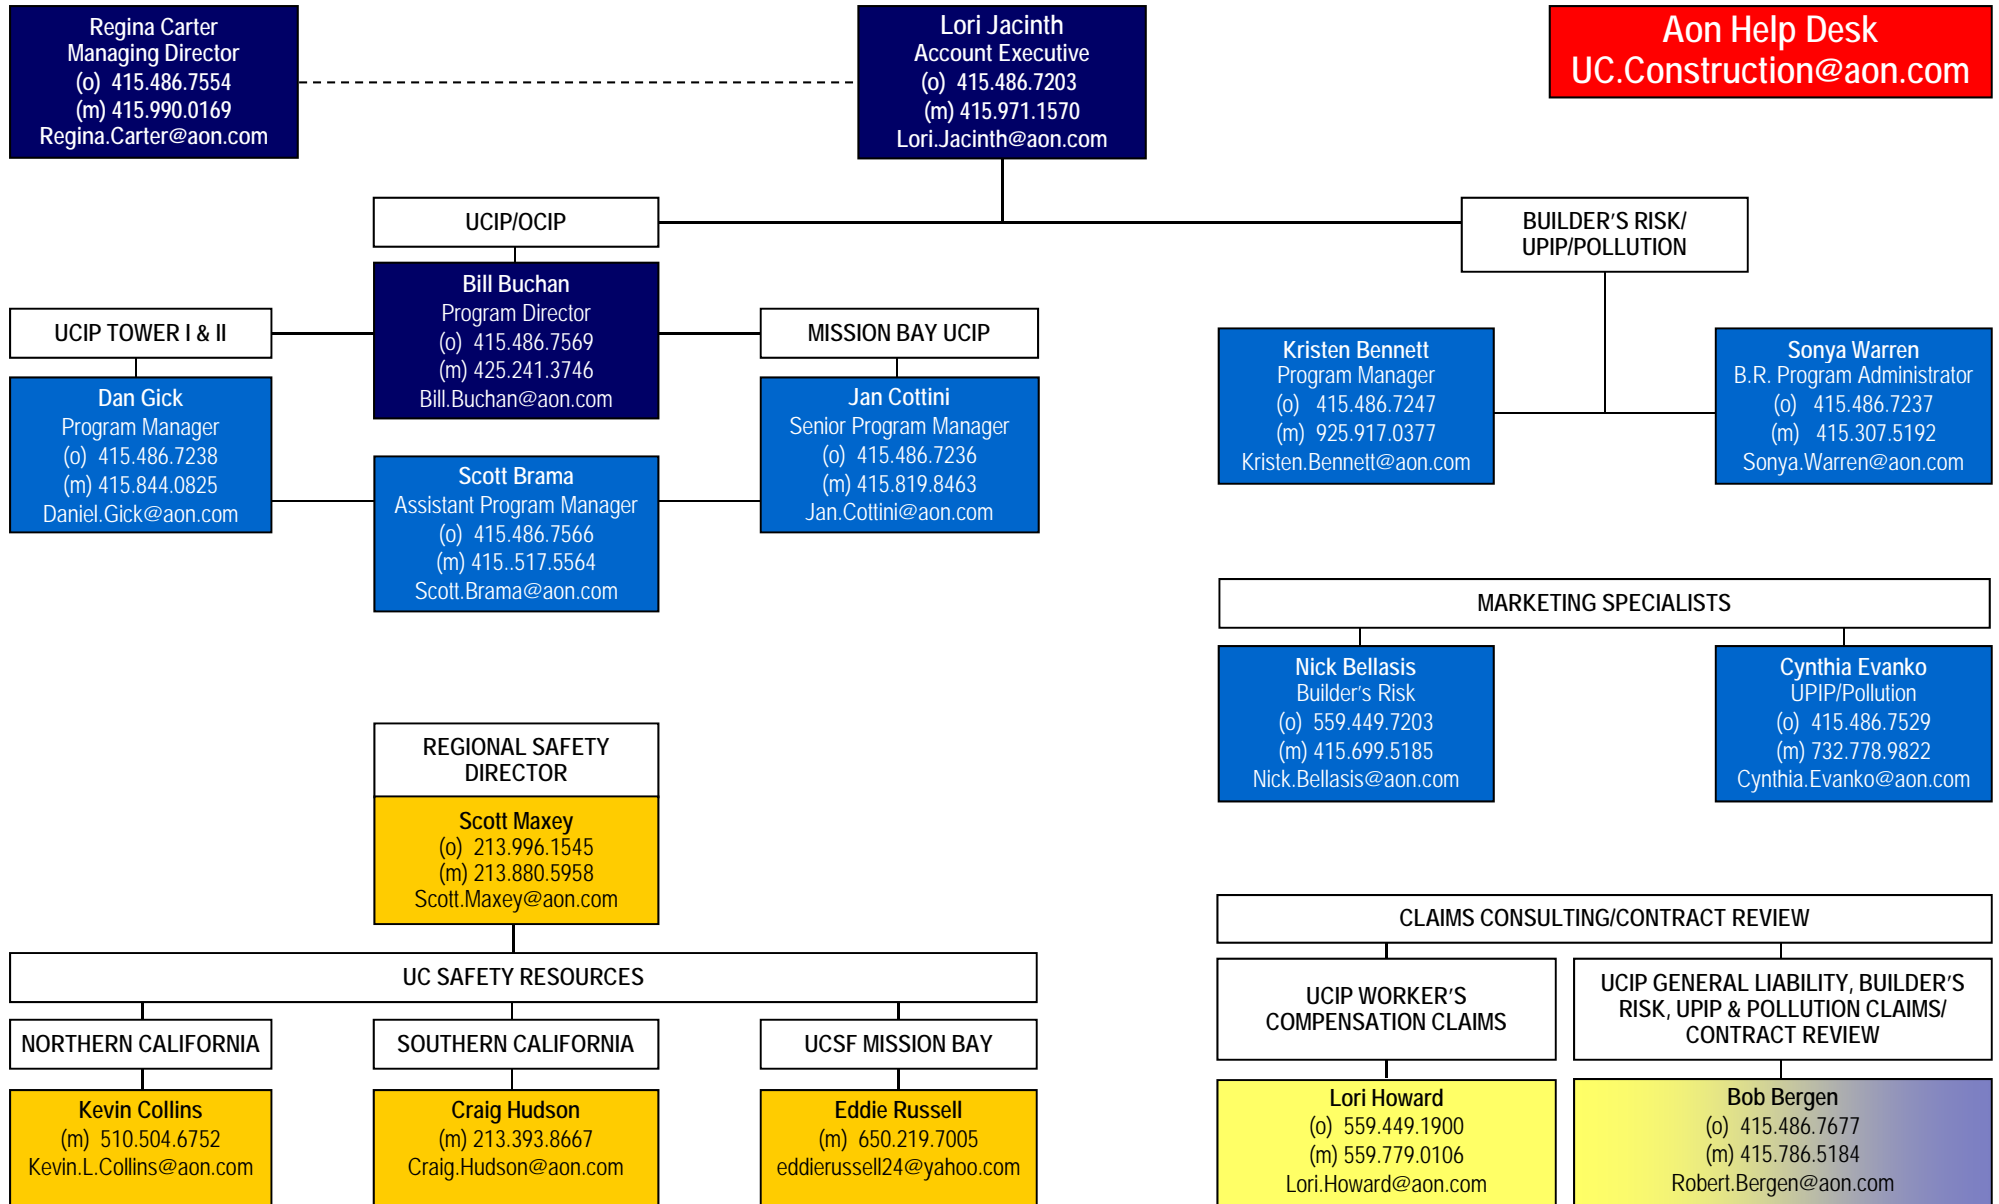 Regina Carter
Managing Director
(o) 415.486.7554
(m) 415.990.0169
Regina.Carter@aon.com
Lori Jacinth
Account Executive
(o) 415.486.7203
(m) 415.971.1570
Lori.Jacinth@aon.com
Aon Help Desk
UC.Construction@aon.com
UCIP/OCIP
BUILDER'S RISK/
UPIP/POLLUTION
Bill Buchan
Program Director
(o) 415.486.7569
(m) 425.241.3746
Bill.Buchan@aon.com
UCIP TOWER I & II
Dan Gick
Program Manager
(o) 415.486.7238
(m) 415.844.0825
Daniel.Gick@aon.com
MISSION BAY UCIP
Jan Cottini
Senior Program Manager
(o) 415.486.7236
(m) 415.819.8463
Jan.Cottini@aon.com
Scott Brama
Assistant Program Manager
(o) 415.486.7566
(m) 415..517.5564
Scott.Brama@aon.com
Kristen Bennett
Program Manager
(o) 415.486.7247
(m) 925.917.0377
Kristen.Bennett@aon.com
Sonya Warren
B.R. Program Administrator
(o) 415.486.7237
(m) 415.307.5192
Sonya.Warren@aon.com
MARKETING SPECIALISTS
Nick Bellasis
Builder's Risk
(o) 559.449.7203
(m) 415.699.5185
Nick.Bellasis@aon.com
Cynthia Evanko
UPIP/Pollution
(o) 415.486.7529
(m) 732.778.9822
Cynthia.Evanko@aon.com
REGIONAL SAFETY
DIRECTOR
Scott Maxey
(o) 213.996.1545
(m) 213.880.5958
Scott.Maxey@aon.com
UC SAFETY RESOURCES
NORTHERN CALIFORNIA
Kevin Collins
(m) 510.504.6752
Kevin.L.Collins@aon.com
SOUTHERN CALIFORNIA
Craig Hudson
(m) 213.393.8667
Craig.Hudson@aon.com
UCSF MISSION BAY
Eddie Russell
(m) 650.219.7005
eddierussell24@yahoo.com
CLAIMS CONSULTING/CONTRACT REVIEW
UCIP WORKER'S
COMPENSATION CLAIMS
Lori Howard
(o) 559.449.1900
(m) 559.779.0106
Lori.Howard@aon.com
UCIP GENERAL LIABILITY, BUILDER'S
RISK, UPIP & POLLUTION CLAIMS/
CONTRACT REVIEW
Bob Bergen
(o) 415.486.7677
(m) 415.786.5184
Robert.Bergen@aon.com